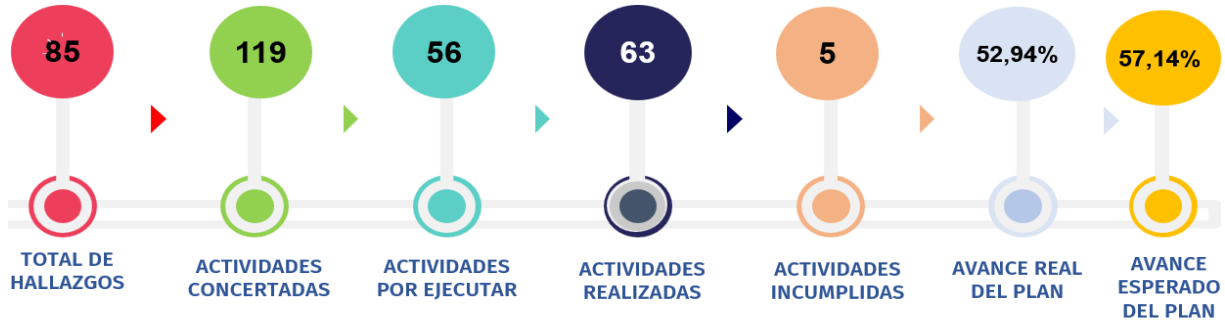 85
119
56
63
5
52,94%
57,14%
TOTAL DE
HALLAZGOS
ACTIVIDADES
CONCERTADAS
ACTIVIDADES
POR EJECUTAR
ACTIVIDADES
REALIZADAS
ACTIVIDADES
INCUMPLIDAS
AVANCE REAL
DEL PLAN
AVANCE
ESPERADO
DEL PLAN